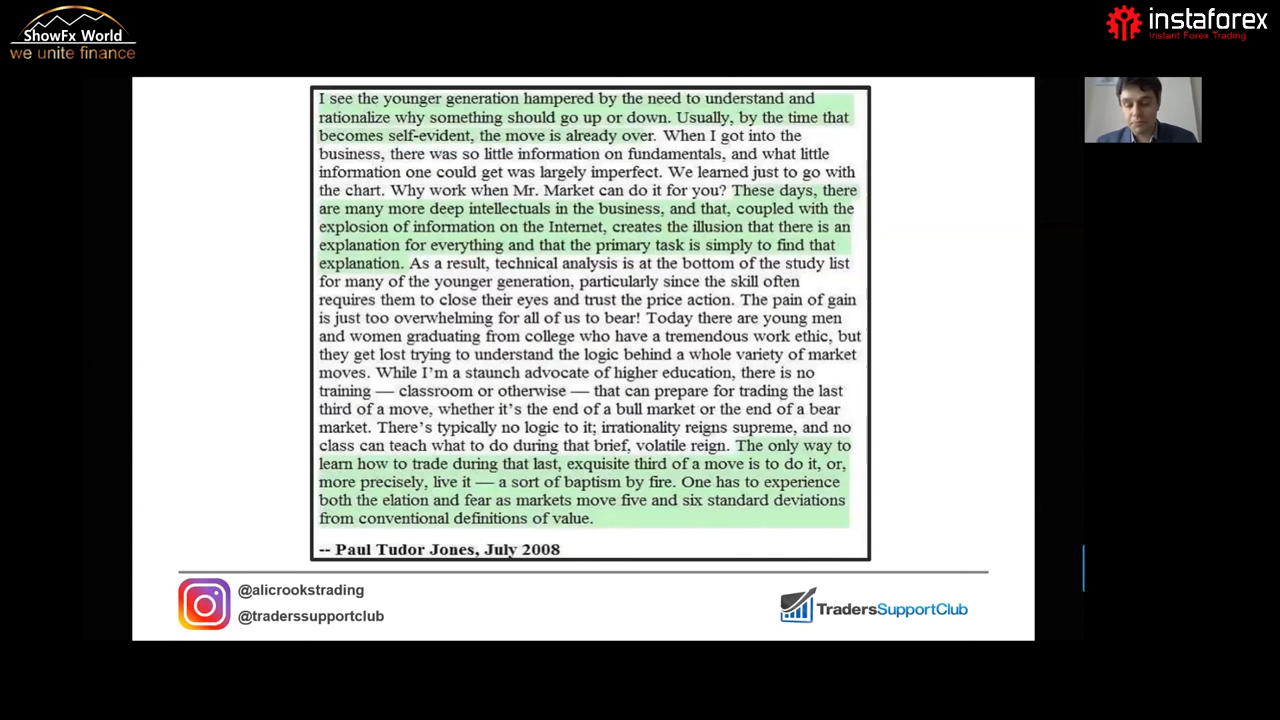 ShowFx World
we unite finance
instaforex
Instant Forex Trading
I see the younger generation hampered by the need to understand and
rationalize why something should go up or down. Usually, by the time that
becomes self-evident, the move is already over. When I got into the
business, there was so little information on fundamentals, and what little
information one could get was largely imperfect. We learned just to go with
the chart. Why work when Mr. Market can do it for you? These days, there
are many more deep intellectuals in the business, and that, coupled with the
explosion of information on the Internet, creates the illusion that there is an
explanation for everything and that the primary task is simply to find that
explanation. As a result, technical analysis is at the bottom of the study list
for many of the younger generation, particularly since the skill often
requires them to close their eyes and trust the price action. The pain of gain
is just too overwhelming for all of us to bear! Today there are young men
and women graduating from college who have a tremendous work ethic, but
they get lost trying to understand the logic behind a whole variety of market
moves. While I'm a staunch advocate of higher education, there is no
training — classroom or otherwise — that can prepare for trading the last
third of a move, whether it's the end of a bull market or the end of a bear
market. There's typically no logic to it; irrationality reigns supreme, and no
class can teach what to do during that brief, volatile reign. The only way to
learn how to trade during that last, exquisite third of a move is to do it, or,
more precisely, live it — a sort of baptism by fire. One has to experience
both the elation and fear as markets move five and six standard deviations
from conventional definitions of value.
-- Paul Tudor Jones, July 2008
@alicrookstrading
@traderssupportclub
TradersSupportClub